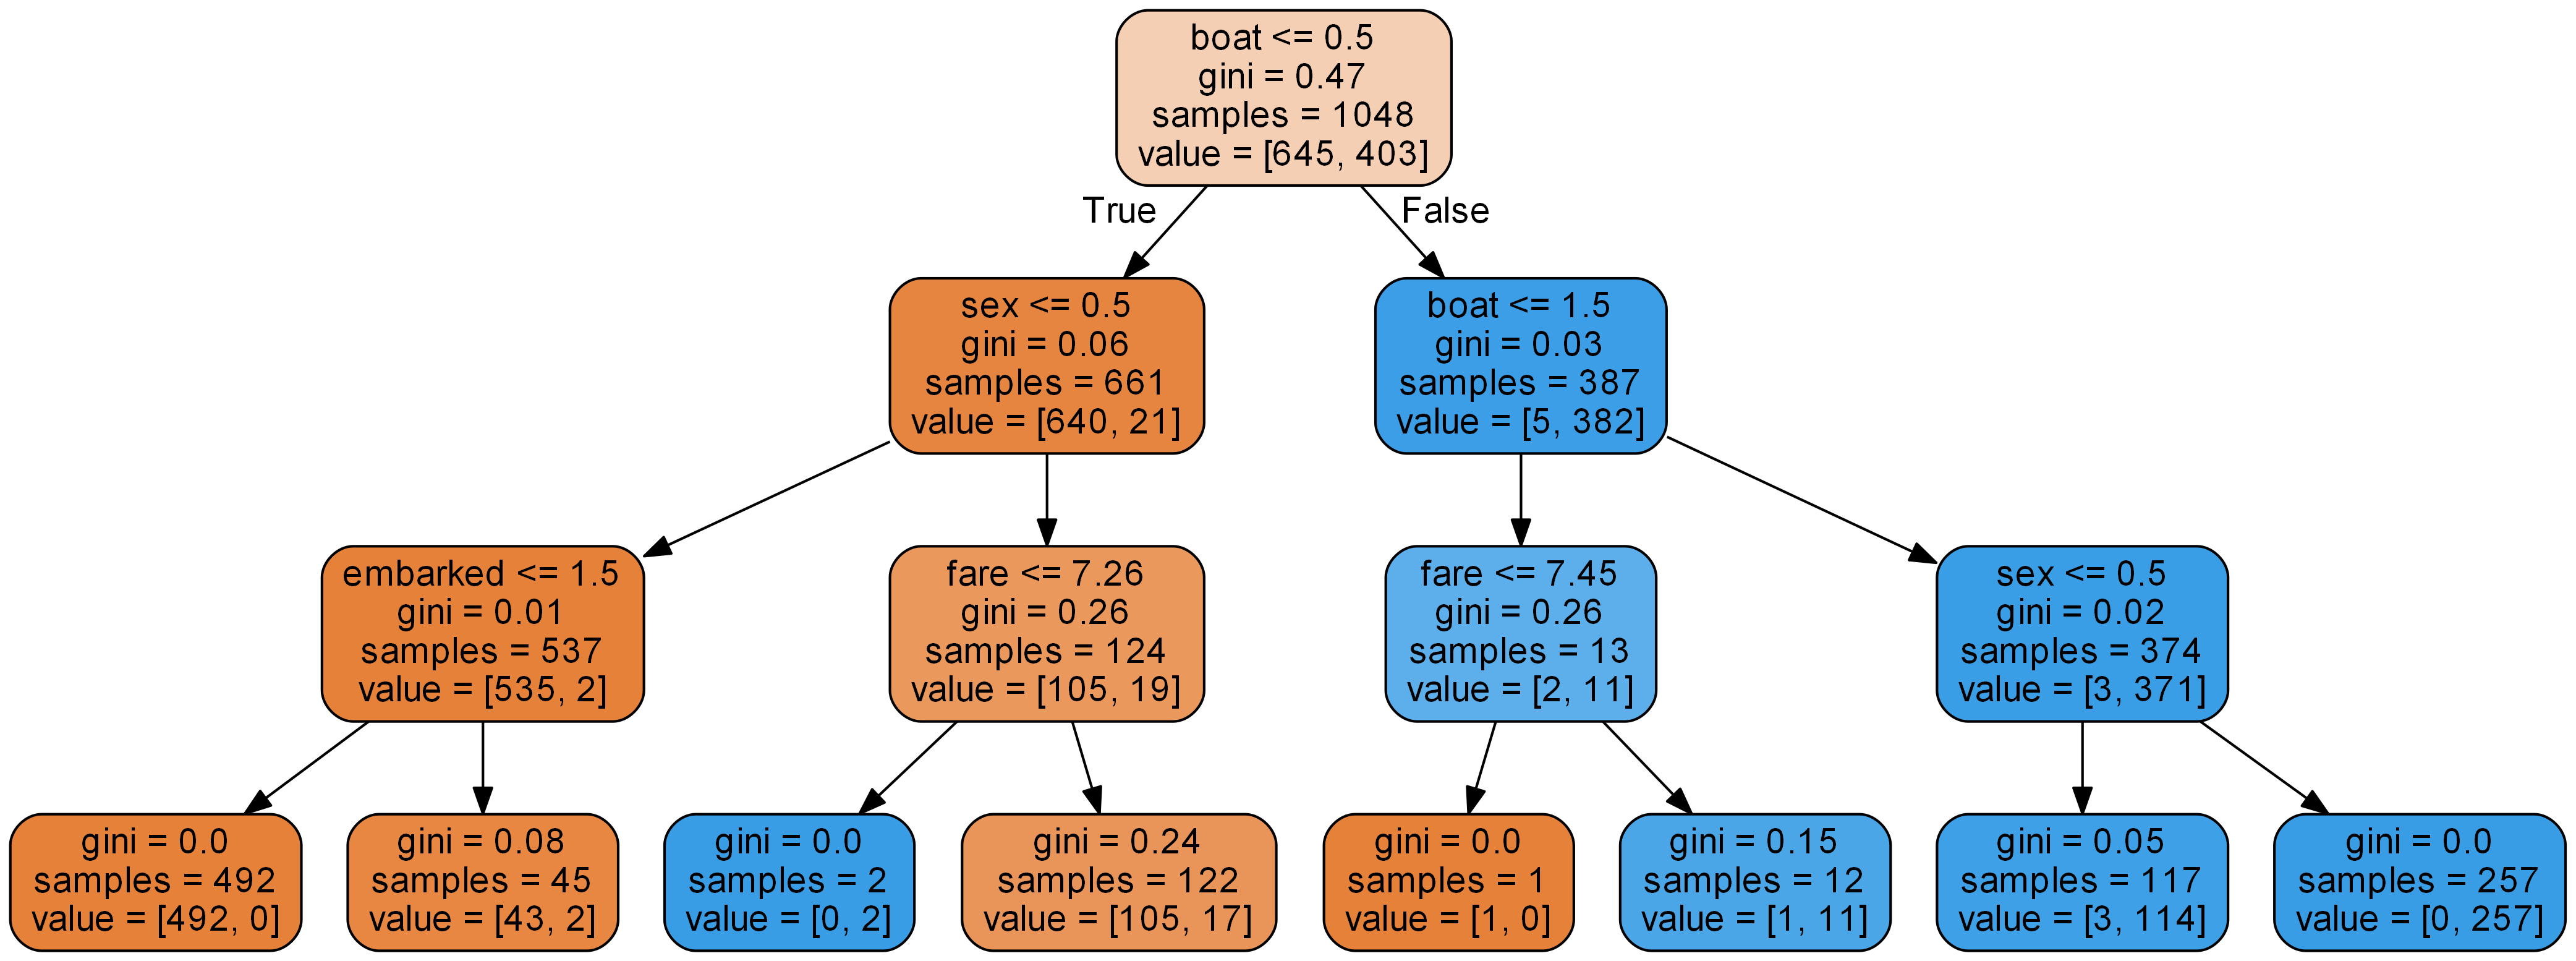 boat <= 0.5
gini = 0.47
samples = 1048
value = [645, 403]
True
False
sex <= 0.5
gini = 0.06
samples = 661
value = [640, 21]
boat <= 1.5
gini = 0.03
samples = 387
value = [5, 382]
embarked <= 1.5
gini = 0.01
samples = 537
value = [535, 2]
fare <= 7.26
gini = 0.26
samples = 124
value = [105, 19]
fare <= 7.45
gini = 0.26
samples = 13
value = [2, 11]
sex <= 0.5
gini = 0.02
samples = 374
value = [3, 371]
gini = 0.0
samples = 492
value = [492, 0]
gini = 0.08
samples = 45
value = [43, 2]
gini = 0.0
samples = 2
value = [0, 2]
gini = 0.24
samples = 122
value = [105, 17]
gini = 0.0
samples = 1
value = [1, 0]
gini = 0.15
samples = 12
value = [1, 11]
gini = 0.05
samples = 117
value = [3, 114]
gini = 0.0
samples = 257
value = [0, 257]